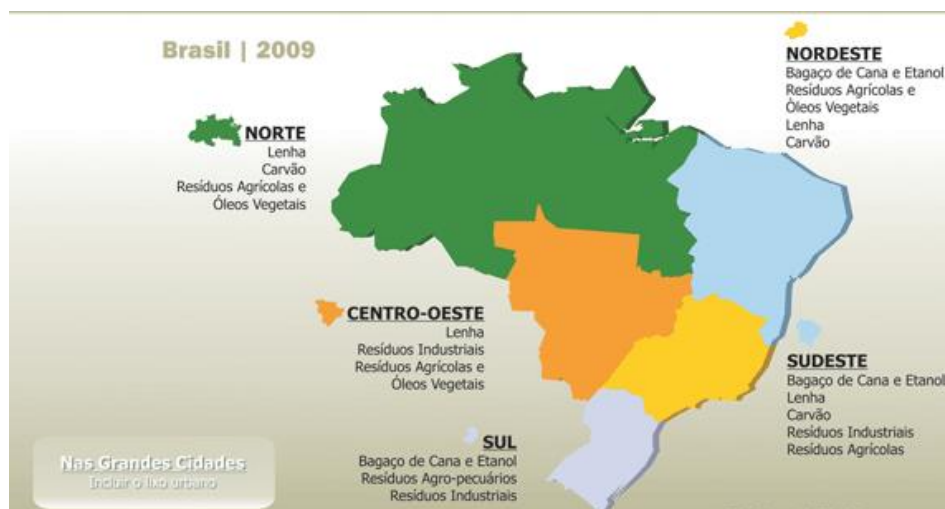 Brasil | 2009
NORDESTE
Bagaço de Cana e Etanol
Resíduos Agrícolas e
Òleos Vegetais
Lenha
Carvão
NORTE
Lenha
Carvão
Resíduos Agrícolas e
Óleos Vegetais
CENTRO-OESTE
Lenha
Resíduos Industriais
Resíduos Agrícolas e
Óleos Vegetais
SUDESTE
Bagaço de Cana e Etanol
Lenha
Carvão
Resíduos Industriais
Resíduos Agrícolas
SUL
Bagaço de Cana e Etanol
Resíduos Agro-pecuários
Resíduos Industriais
Nas Grandes Cidades
Incluir o lixo urbano